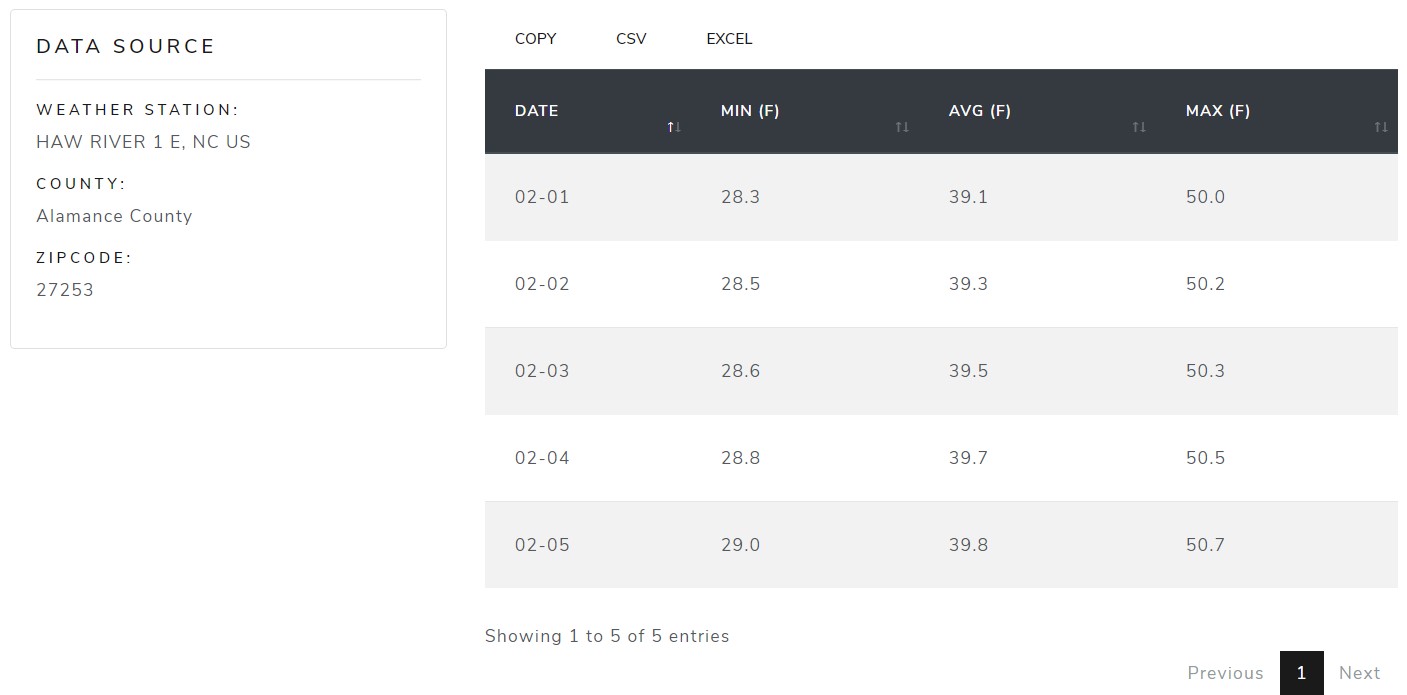 DATA SOURCE
WEATHER STATION:
HAW RIVER 1 E, NC US
COUNTY:
Alamance County
ZIPCODE:
27253
COPY CSV EXCEL
DATE MIN (F) AVG (F) MAX (F)
02-01 28.3 39.1 50.0
02-02 28.5 39.3 50.2
02-03 28.6 39.5 50.3
02-04 28.8 39.7 50.5
02-05 29.0 39.8 50.7
Showing 1 to 5 of 5 entries
Previous 1 Next